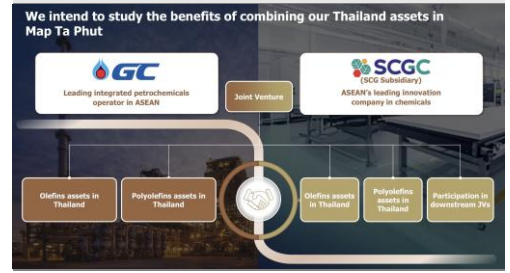 We intend to study the benefits of combining our Thailand assets in
Map Ta Phut
GC
Leading integrated petrochemicals
operator in ASEAN
Joint Venture
SCGC
(SCG Subsidiary)
ASEAN's leading innovation
company in chemicals
Olefins assets in
Thailand
Polyolefins assets in
Thailand
Olefins assets
in Thailand
Polyolefins
assets in
Thailand
Participation in
downstream JVs